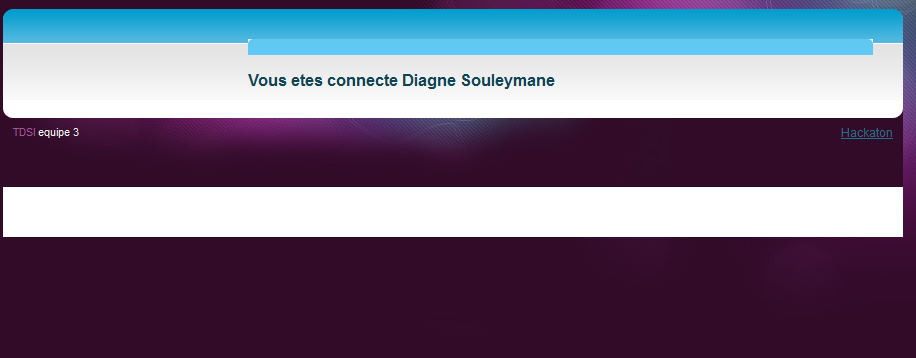 Vous etes connecte Diagne Souleymane
TDSI equipe 3
Hackaton